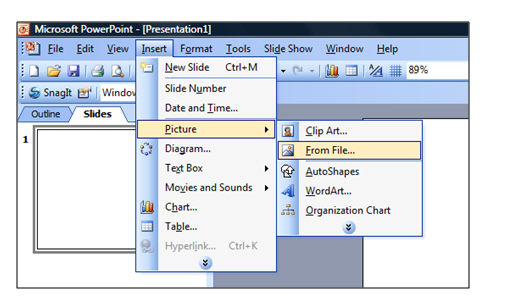 Microsoft PowerPoint - [Presentation1]
File Edit View Insert Format Tools Slide Show Window Help
89%
SnagIt Window
Outline Slides
1
New Slide Ctrl+M
Slide Number
Date and Time...
Picture
Diagram...
Text Box
Movies and Sounds
Chart...
Table...
Hyperlink... Ctrl+K
Clip Art...
From File...
AutoShapes
WordArt...
Organization Chart